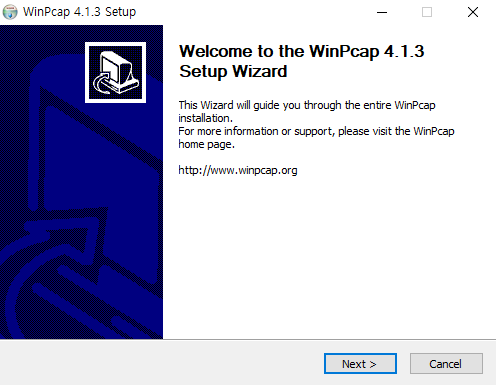 WinPcap 4.1.3 Setup
Welcome to the WinPcap 4.1.3
Setup Wizard
This Wizard will guide you through the entire WinPcap
installation.
For more information or support, please visit the WinPcap
home page.
http://www.winpcap.org
Next >
Cancel